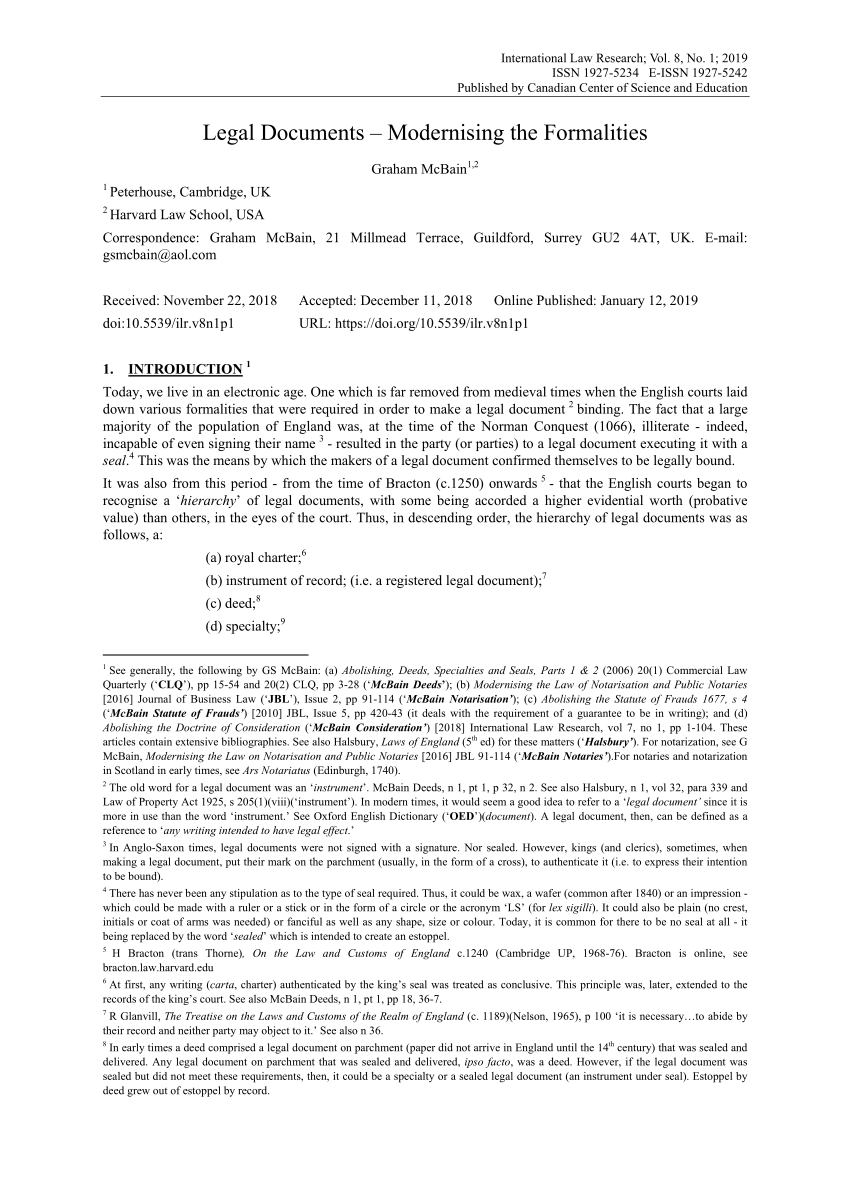 International Law Research; Vol. 8, No. 1; 2019
ISSN 1927-5234 E-ISSN 1927-5242
Published by Canadian Center of Science and Education
Legal Documents – Modernising the Formalities
Graham McBain1,2
1 Peterhouse, Cambridge, UK
2 Harvard Law School, USA
Correspondence: Graham McBain, 21 Millmead Terrace, Guildford, Surrey GU2 4AT, UK. E-mail:
gsmcbain@aol.com
Received: November 22, 2018 Accepted: December 11, 2018 Online Published: January 12, 2019
doi:10.5539/ilr.v8n1p1 URL: https://doi.org/10.5539/ilr.v8n1p1
1. INTRODUCTION 1
Today, we live in an electronic age. One which is far removed from medieval times when the English courts laid
down various formalities that were required in order to make a legal document 2 binding. The fact that a large
majority of the population of England was, at the time of the Norman Conquest (1066), illiterate - indeed,
incapable of even signing their name 3 - resulted in the party (or parties) to a legal document executing it with a
seal.4 This was the means by which the makers of a legal document confirmed themselves to be legally bound.
It was also from this period - from the time of Bracton (c.1250) onwards 5 - that the English courts began to
recognise a ‘hierarchy’ of legal documents, with some being accorded a higher evidential worth (probative
value) than others, in the eyes of the court. Thus, in descending order, the hierarchy of legal documents was as
follows, a:
(a) royal charter;6
(b) instrument of record; (i.e. a registered legal document);7
(c) deed;8
(d) specialty;9
1 See generally, the following by GS McBain: (a) Abolishing, Deeds, Specialties and Seals, Parts 1 & 2 (2006) 20(1) Commercial Law
Quarterly (‘CLQ’), pp 15-54 and 20(2) CLQ, pp 3-28 (‘McBain Deeds’); (b) Modernising the Law of Notarisation and Public Notaries
[2016] Journal of Business Law (‘JBL’), Issue 2, pp 91-114 (‘McBain Notarisation’); (c) Abolishing the Statute of Frauds 1677, s 4
(‘McBain Statute of Frauds’) [2010] JBL, Issue 5, pp 420-43 (it deals with the requirement of a guarantee to be in writing); and (d)
Abolishing the Doctrine of Consideration (‘McBain Consideration’) [2018] International Law Research, vol 7, no 1, pp 1-104. These
articles contain extensive bibliographies. See also Halsbury, Laws of England (5th ed) for these matters (‘Halsbury’). For notarization, see G
McBain, Modernising the Law on Notarisation and Public Notaries [2016] JBL 91-114 (‘McBain Notaries’).For notaries and notarization
in Scotland in early times, see Ars Notariatus (Edinburgh, 1740).
2 The old word for a legal document was an ‘instrument’. McBain Deeds, n 1, pt 1, p 32, n 2. See also Halsbury, n 1, vol 32, para 339 and
Law of Property Act 1925, s 205(1)(viii)(‘instrument’). In modern times, it would seem a good idea to refer to a ‘legal document’ since it is
more in use than the word ‘instrument.’ See Oxford English Dictionary (‘OED’)(document). A legal document, then, can be defined as a
reference to ‘any writing intended to have legal effect.’
3 In Anglo-Saxon times, legal documents were not signed with a signature. Nor sealed. However, kings (and clerics), sometimes, when
making a legal document, put their mark on the parchment (usually, in the form of a cross), to authenticate it (i.e. to express their intention
to be bound).
4 There has never been any stipulation as to the type of seal required. Thus, it could be wax, a wafer (common after 1840) or an impression -
which could be made with a ruler or a stick or in the form of a circle or the acronym ‘LS’ (for lex sigilli). It could also be plain (no crest,
initials or coat of arms was needed) or fanciful as well as any shape, size or colour. Today, it is common for there to be no seal at all - it
being replaced by the word ‘sealed’ which is intended to create an estoppel.
5 H Bracton (trans Thorne), On the Law and Customs of England c.1240 (Cambridge UP, 1968-76). Bracton is online, see
bracton.law.harvard.edu
6 At first, any writing (carta, charter) authenticated by the king’s seal was treated as conclusive. This principle was, later, extended to the
records of the king’s court. See also McBain Deeds, n 1, pt 1, pp 18, 36-7.
7 R Glanvill, The Treatise on the Laws and Customs of the Realm of England (c. 1189)(Nelson, 1965), p 100 ‘it is necessary…to abide by
their record and neither party may object to it.’ See also n 36.
8 In early times a deed comprised a legal document on parchment (paper did not arrive in England until the 14th century) that was sealed and
delivered. Any legal document on parchment that was sealed and delivered, ipso facto, was a deed. However, if the legal document was
sealed but did not meet these requirements, then, it could be a specialty or a sealed legal document (an instrument under seal). Estoppel by
deed grew out of estoppel by record.